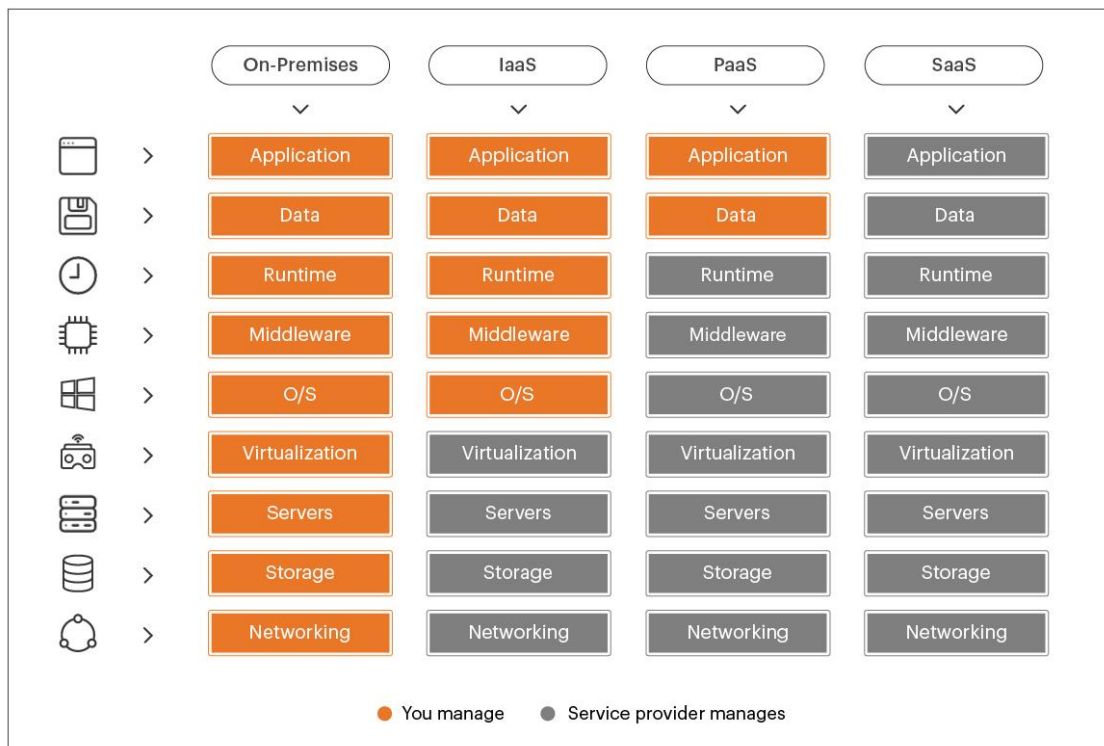 On-Premises IaaS PaaS SaaS
Application Application Application Application
Data Data Data Data
Runtime Runtime Runtime Runtime
Middleware Middleware Middleware Middleware
O/S O/S O/S O/S
Virtualization Virtualization Virtualization Virtualization
Servers Servers Servers Servers
Storage Storage Storage Storage
Networking Networking Networking Networking
You manage Service provider manages